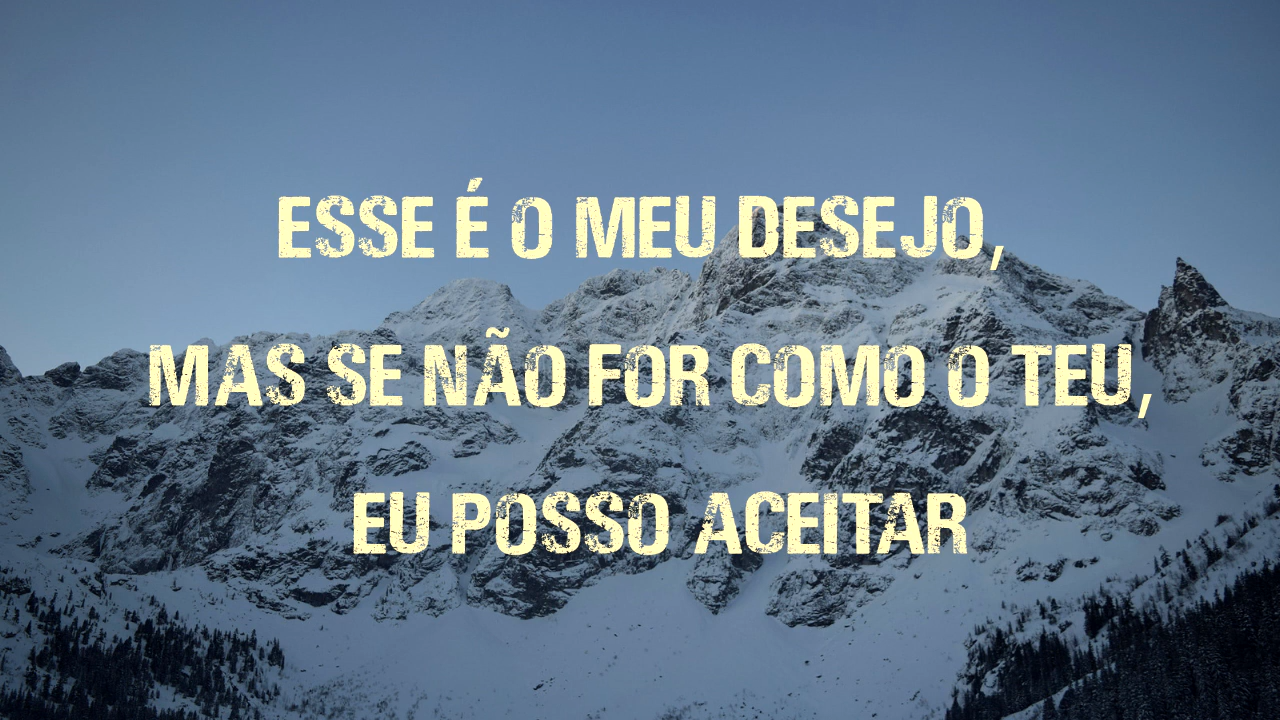 ESSE É O MEU DESEJO,
MAS SE NÃO FOR COMO O TEU,
EU POSSO ACEITAR